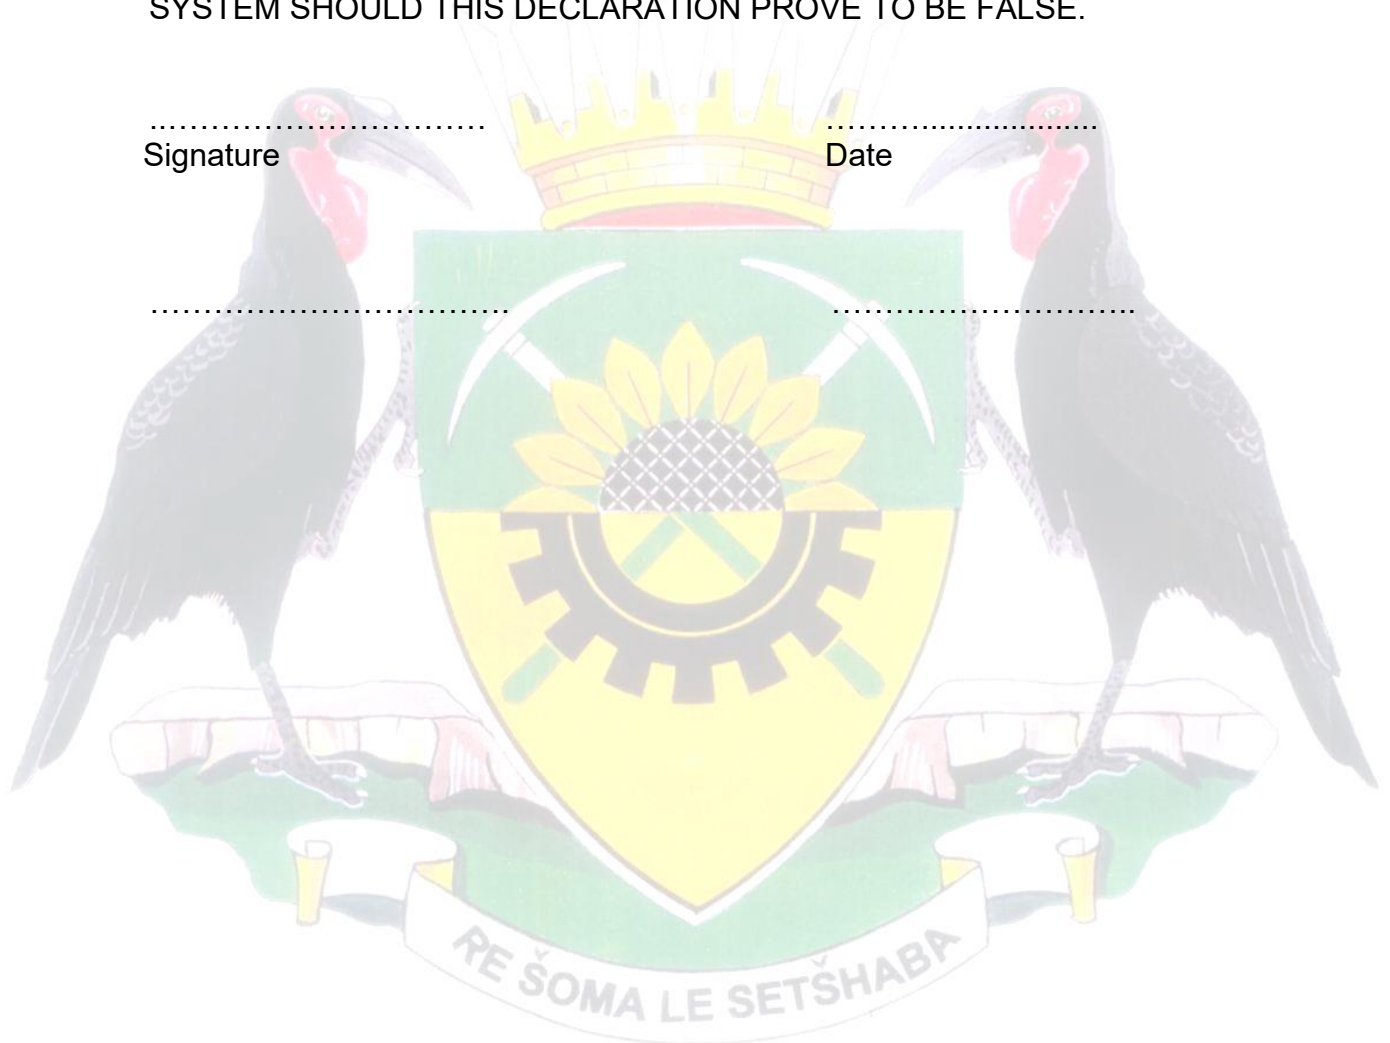 SYSTEM SHOULD THIS DECLARATION PROVE TO BE FALSE.
..………………………… ………..................
Signature Date
……………………………. ………………………..
RE ŠOMA LE SETŠHABA